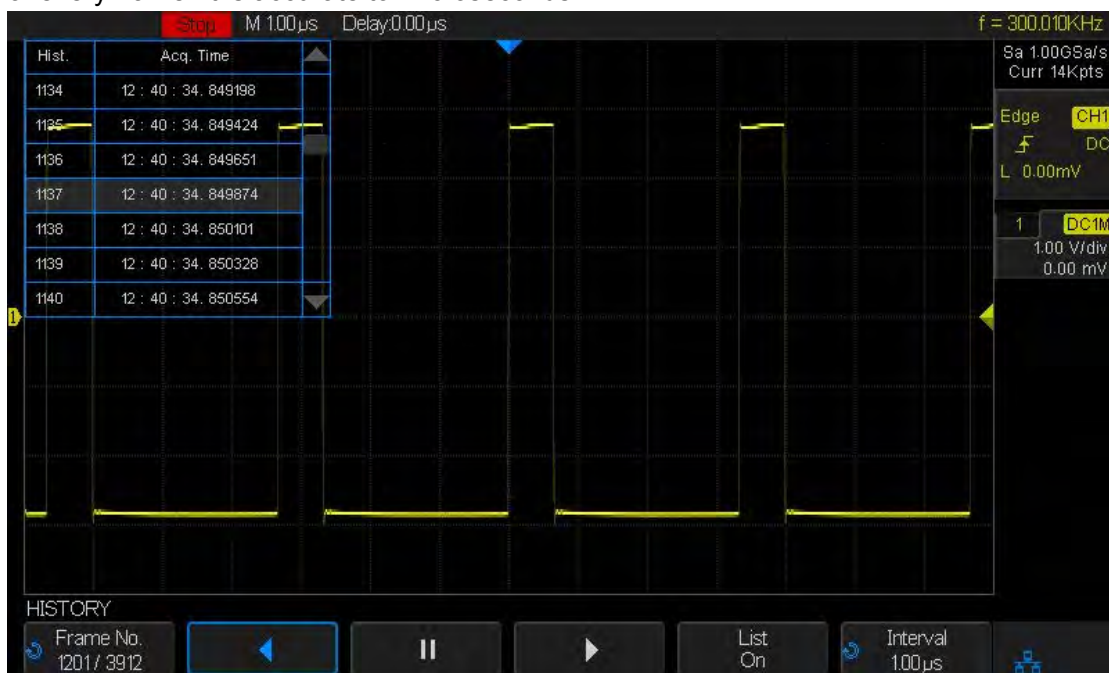 Stop M 1.00µs Delay:0.00µs f = 300.010KHz
Sa 1.00GSa/s
Curr 14Kpts
Hist. Acq. Time
1134 12 : 40 : 34. 849198
1135 12 : 40 : 34. 849424
1136 12 : 40 : 34. 849651
1137 12 : 40 : 34. 849874
1138 12 : 40 : 34. 850101
1139 12 : 40 : 34. 850328
1140 12 : 40 : 34. 850554
Edge CH1
DC
L 0.00mV
1 DC1M
1.00 V/div
0.00 mV
1
HISTORY
Frame No.
1201 / 3912
List
On
Interval
1.00µs